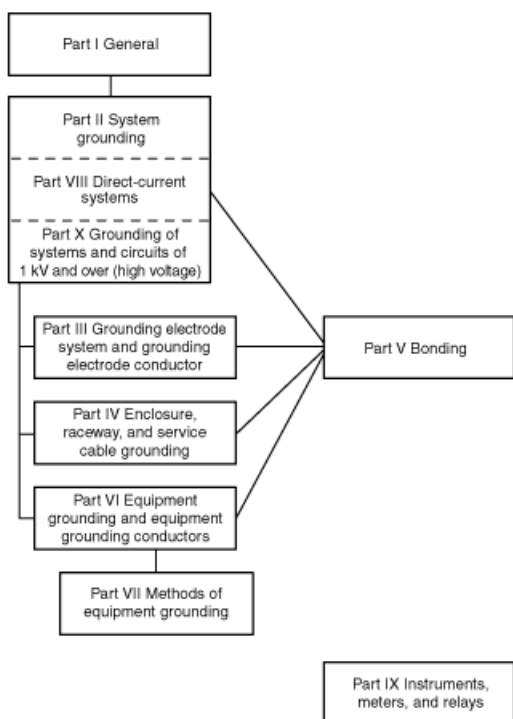 Part I General
Part II System
grounding
Part VIII Direct-current
systems
Part X Grounding of
systems and circuits of
1 kV and over (high voltage)
Part III Grounding electrode
system and grounding
electrode conductor
Part V Bonding
Part IV Enclosure,
raceway, and service
cable grounding
Part VI Equipment
grounding and equipment
grounding conductors
Part VII Methods of
equipment grounding
Part IX Instruments,
meters, and relays